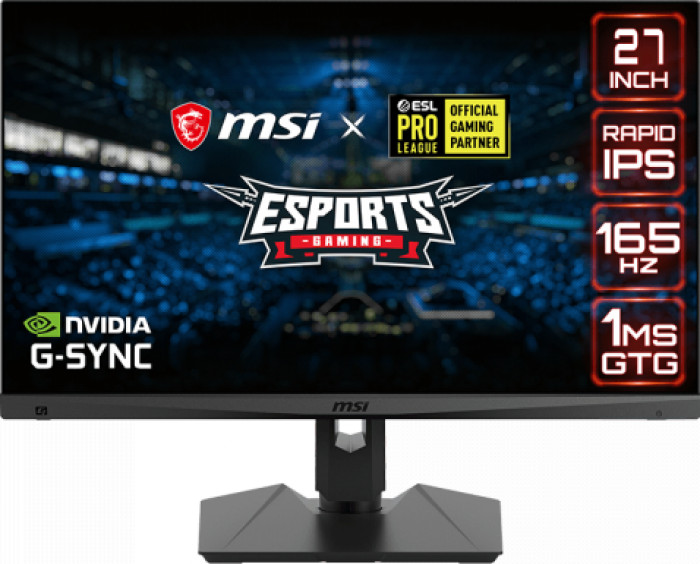 msi X ESL PRO LEAGUE OFFICIAL GAMING PARTNER
ESPORTS
- GAMING -
NVIDIA
G-SYNC
27
INCH
RAPID
IPS
165
HZ
1MS
GTG
msi